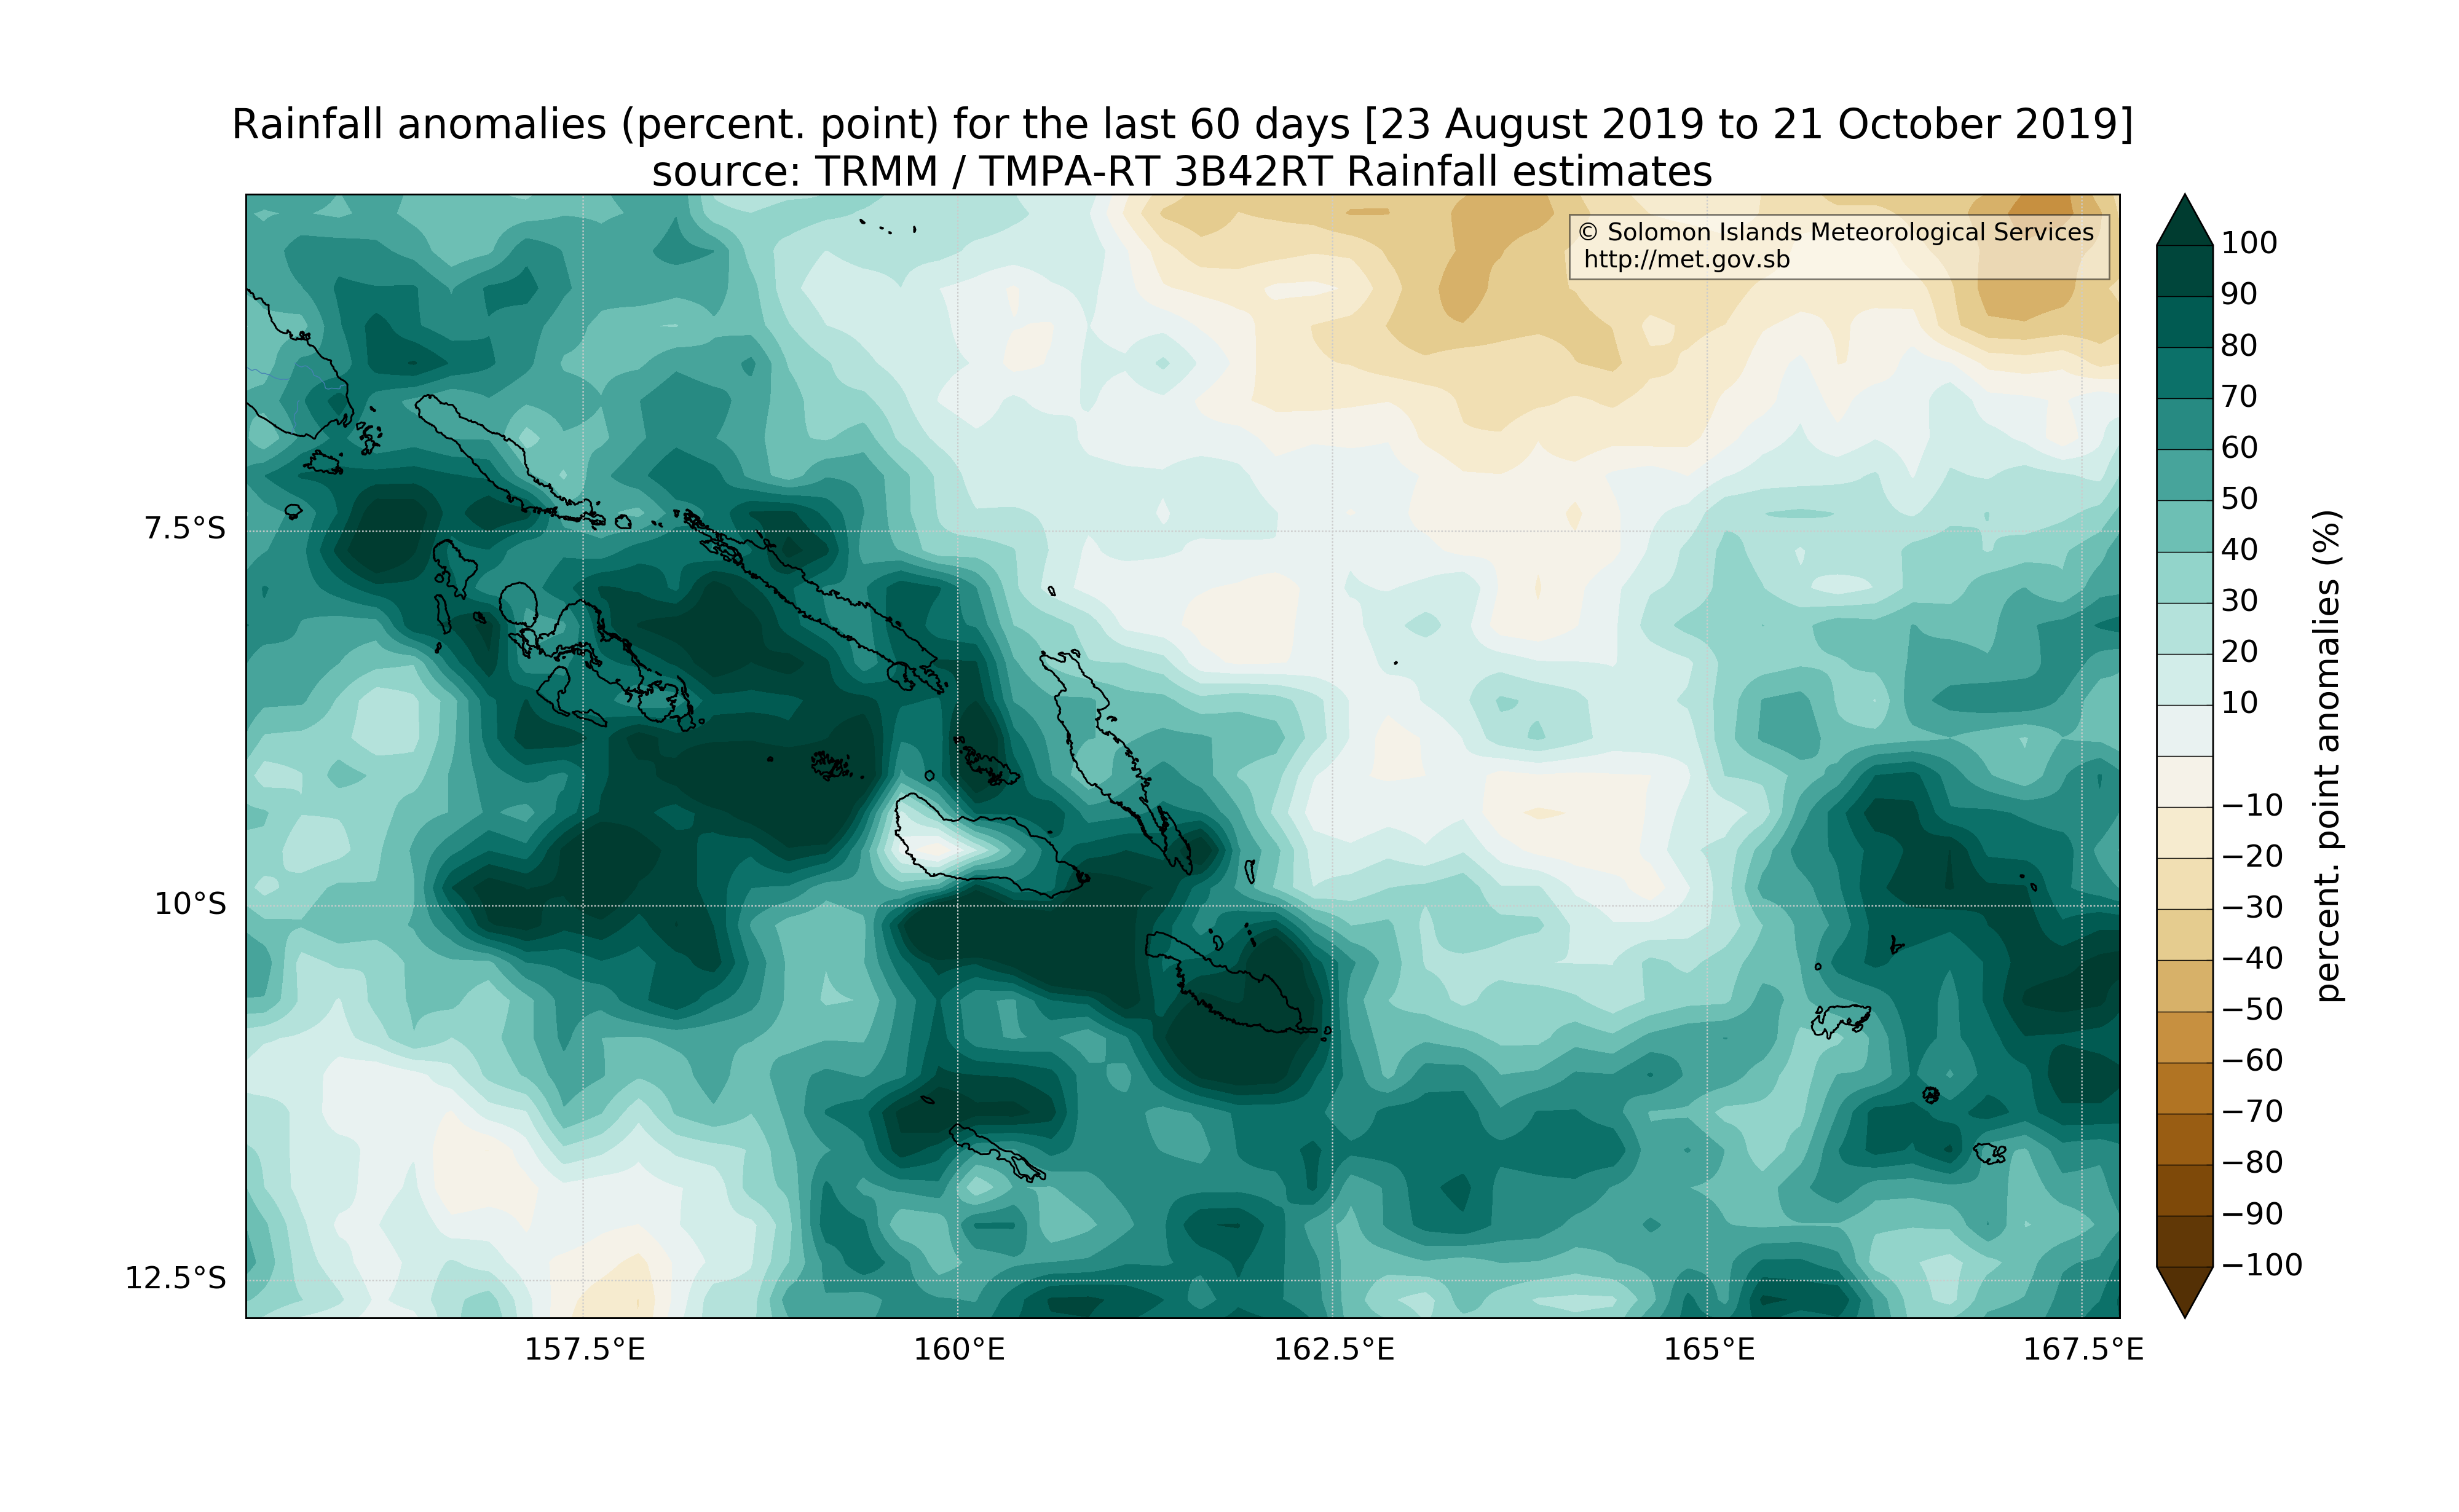 Rainfall anomalies (percent. point) for the last 60 days [23 August 2019 to 21 October 2019]
source: TRMM / TMPA-RT 3B42RT Rainfall estimates
© Solomon Islands Meteorological Services
http://met.gov.sb
7.5°S
10°S
12.5°S
157.5°E
160°E
162.5°E
165°E
167.5°E
100
90
80
70
60
50
40
30
20
10
−10
−20
−30
−40
−50
−60
−70
−80
−90
−100
percent. point anomalies (%)